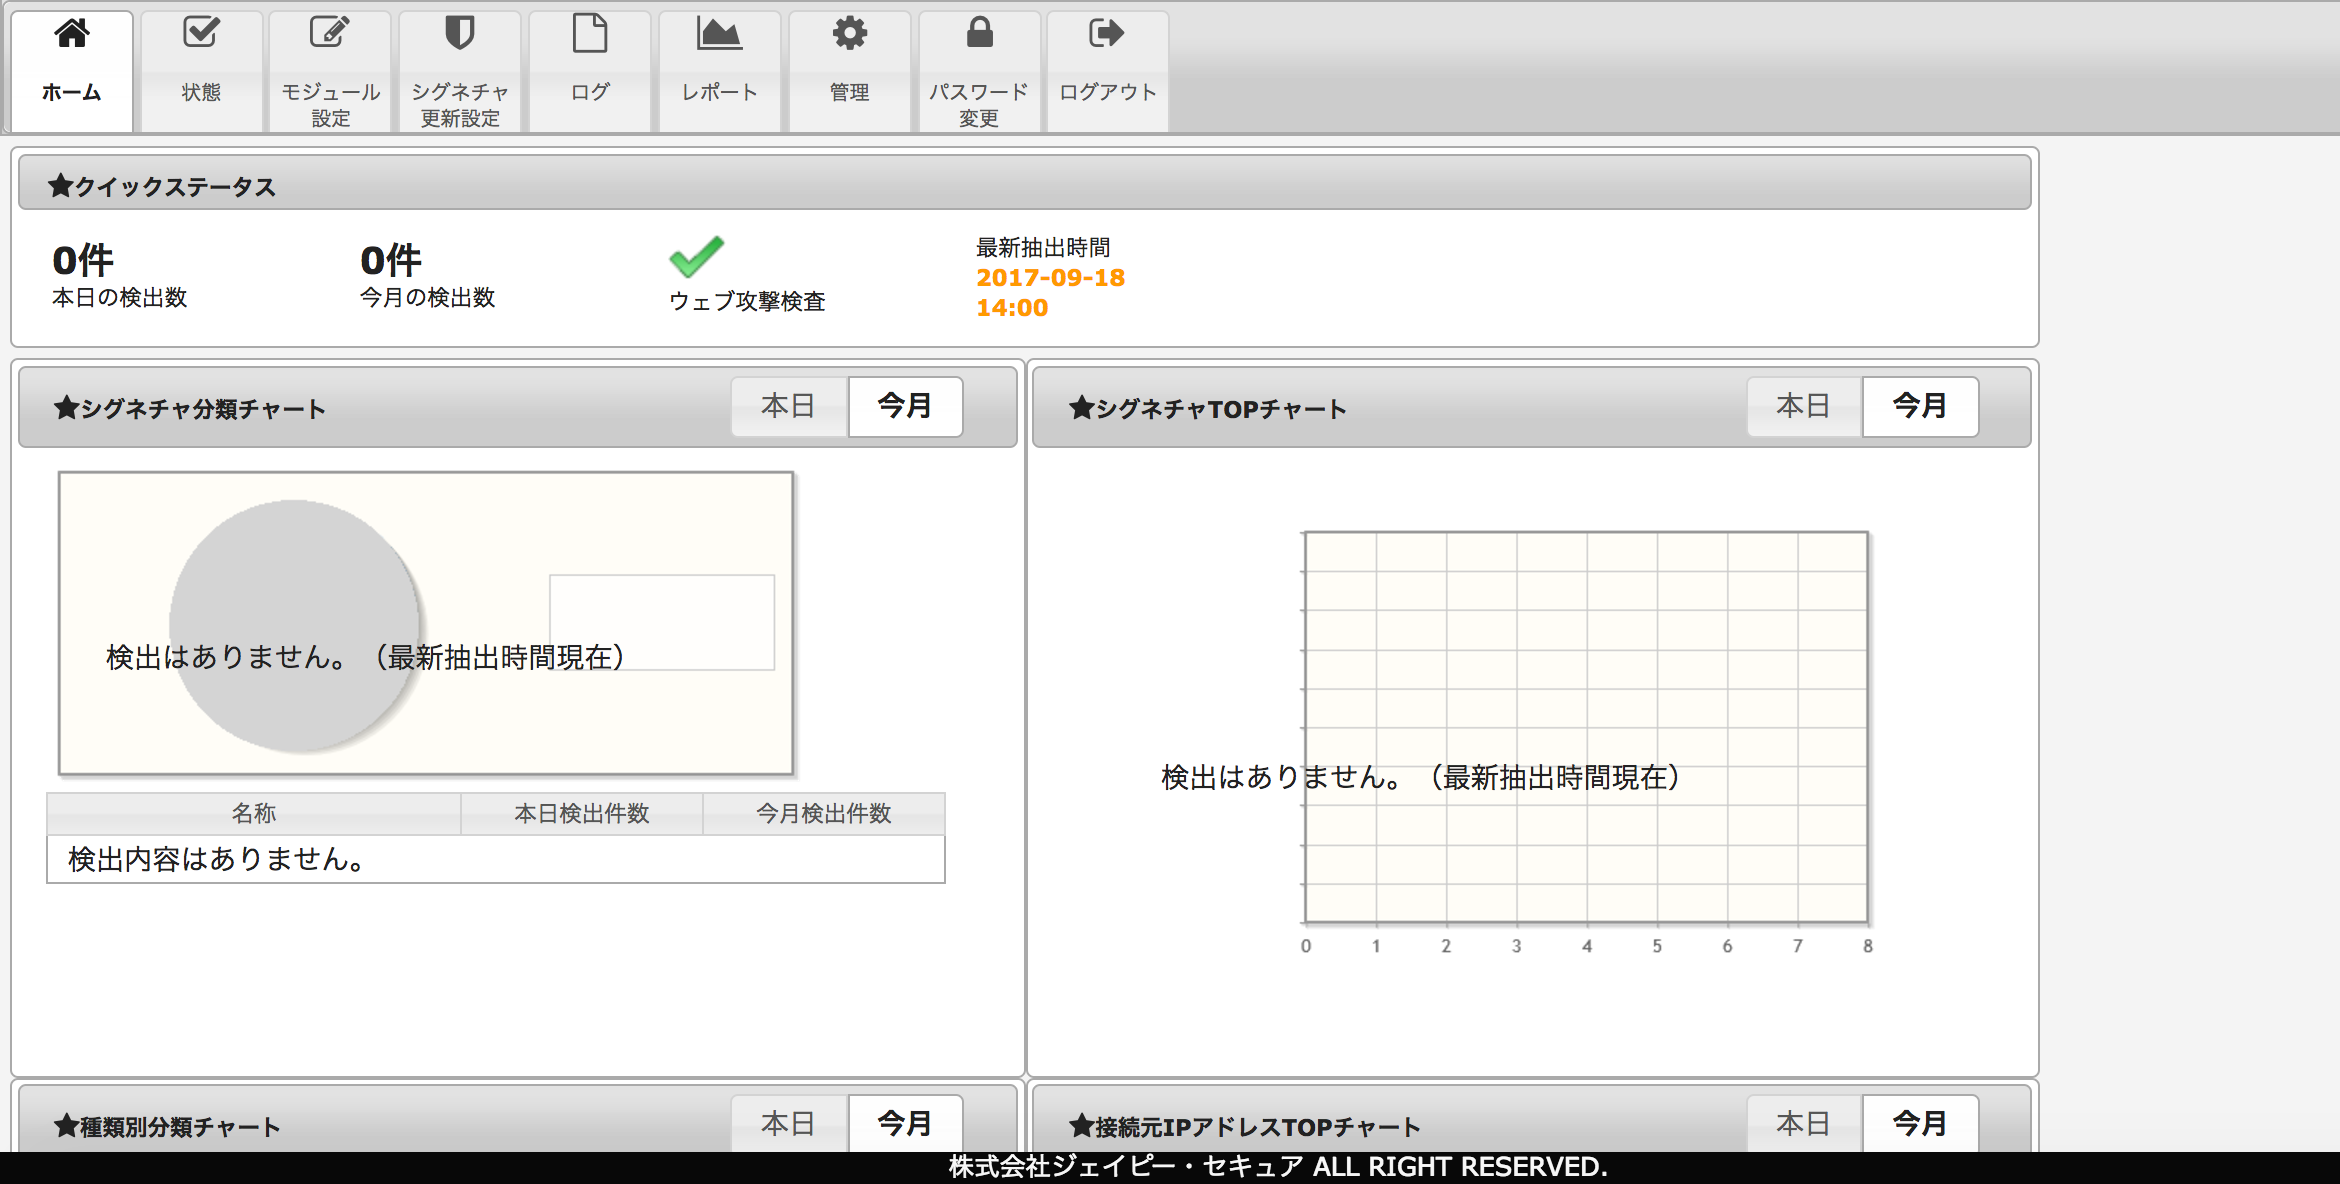 ホーム
状態
モジュール
設定
シグネチャ
更新設定
ログ
レポート
管理
パスワード
変更
ログアウト
★クイックステータス
0件
本日の検出数
0件
今月の検出数
ウェブ攻撃検査
最新抽出時間
2017-09-18
14:00
★シグネチャ分類チャート
本日
今月
検出はありません。（最新抽出時間現在）
名称 本日検出件数 今月検出件数
検出内容はありません。
★シグネチャTOPチャート
本日
今月
検出はありません。（最新抽出時間現在）
0 1 2 3 4 5 6 7 8
★種類別分類チャート
本日
今月
★接続元IPアドレスTOPチャート
本日
今月
株式会社ジェイピー・セキュア ALL RIGHT RESERVED.